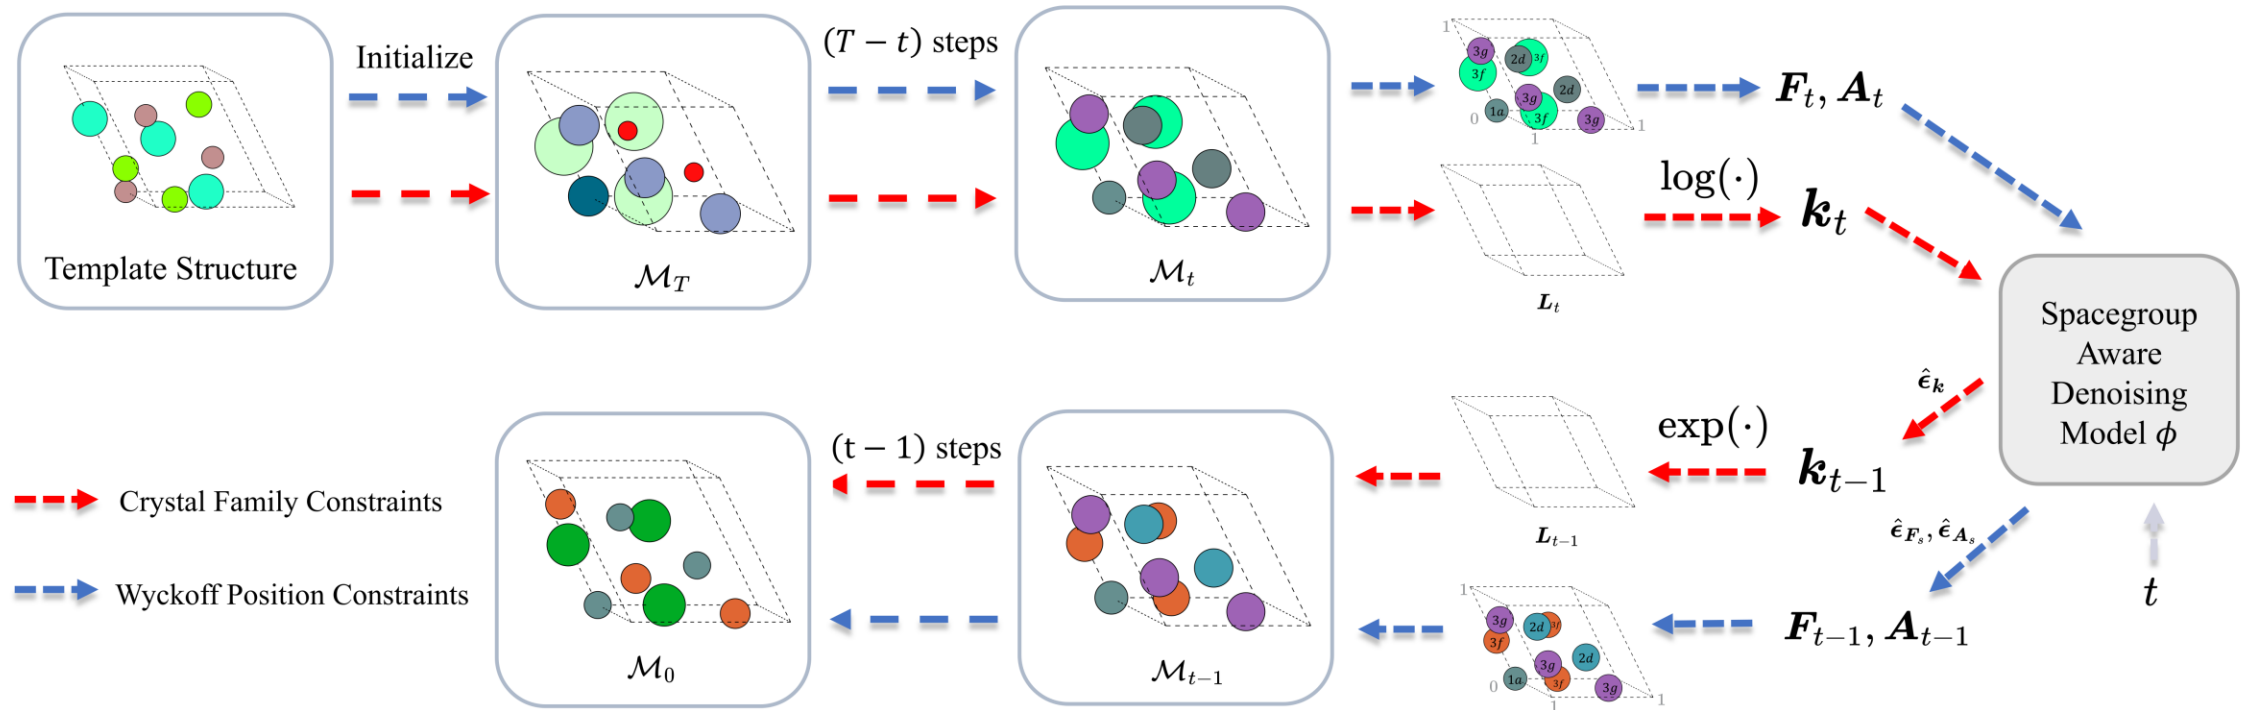 Template Structure
Initialize
ℳ_T
(T − t) steps
ℳ_t
1
3g
2d
3f
3f
2d
3g
1a
3f
3g
0
1
1
F_t, A_t
L_t
log(·)
k_t
Spacegroup
Aware
Denoising
Model ϕ
t
ε̂_k
k_{t−1}
exp(·)
L_{t−1}
ε̂_{F_s}, ε̂_{A_s}
F_{t−1}, A_{t−1}
1
3g
2d
3f
3f
2d
3g
1a
3f
3g
0
1
1
ℳ_{t−1}
(t − 1) steps
ℳ_0
Crystal Family Constraints
Wyckoff Position Constraints